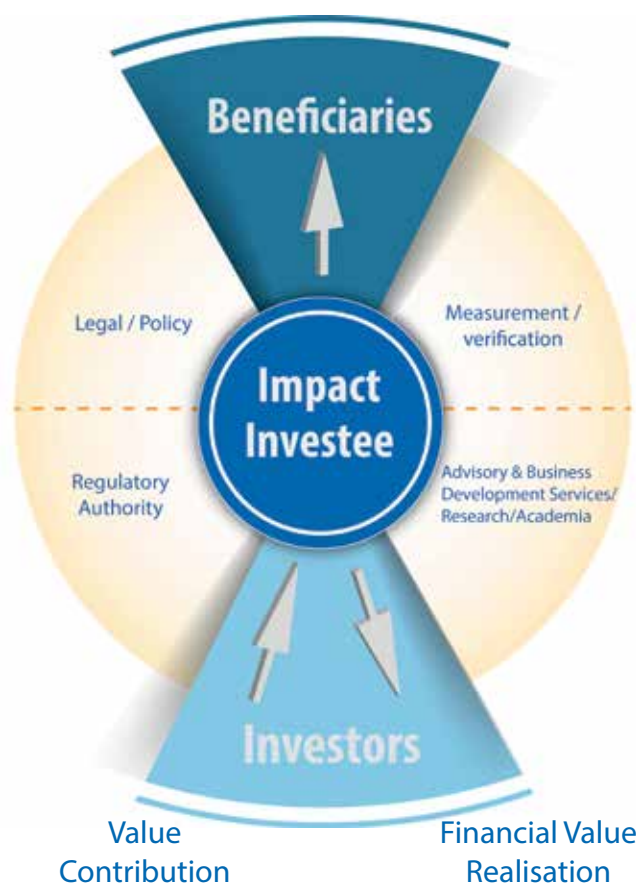 Beneficiaries
Legal / Policy
Measurement /
verification
Impact
Investee
Regulatory
Authority
Advisory & Business
Development Services/
Research/Academia
Investors
Value
Contribution
Financial Value
Realisation